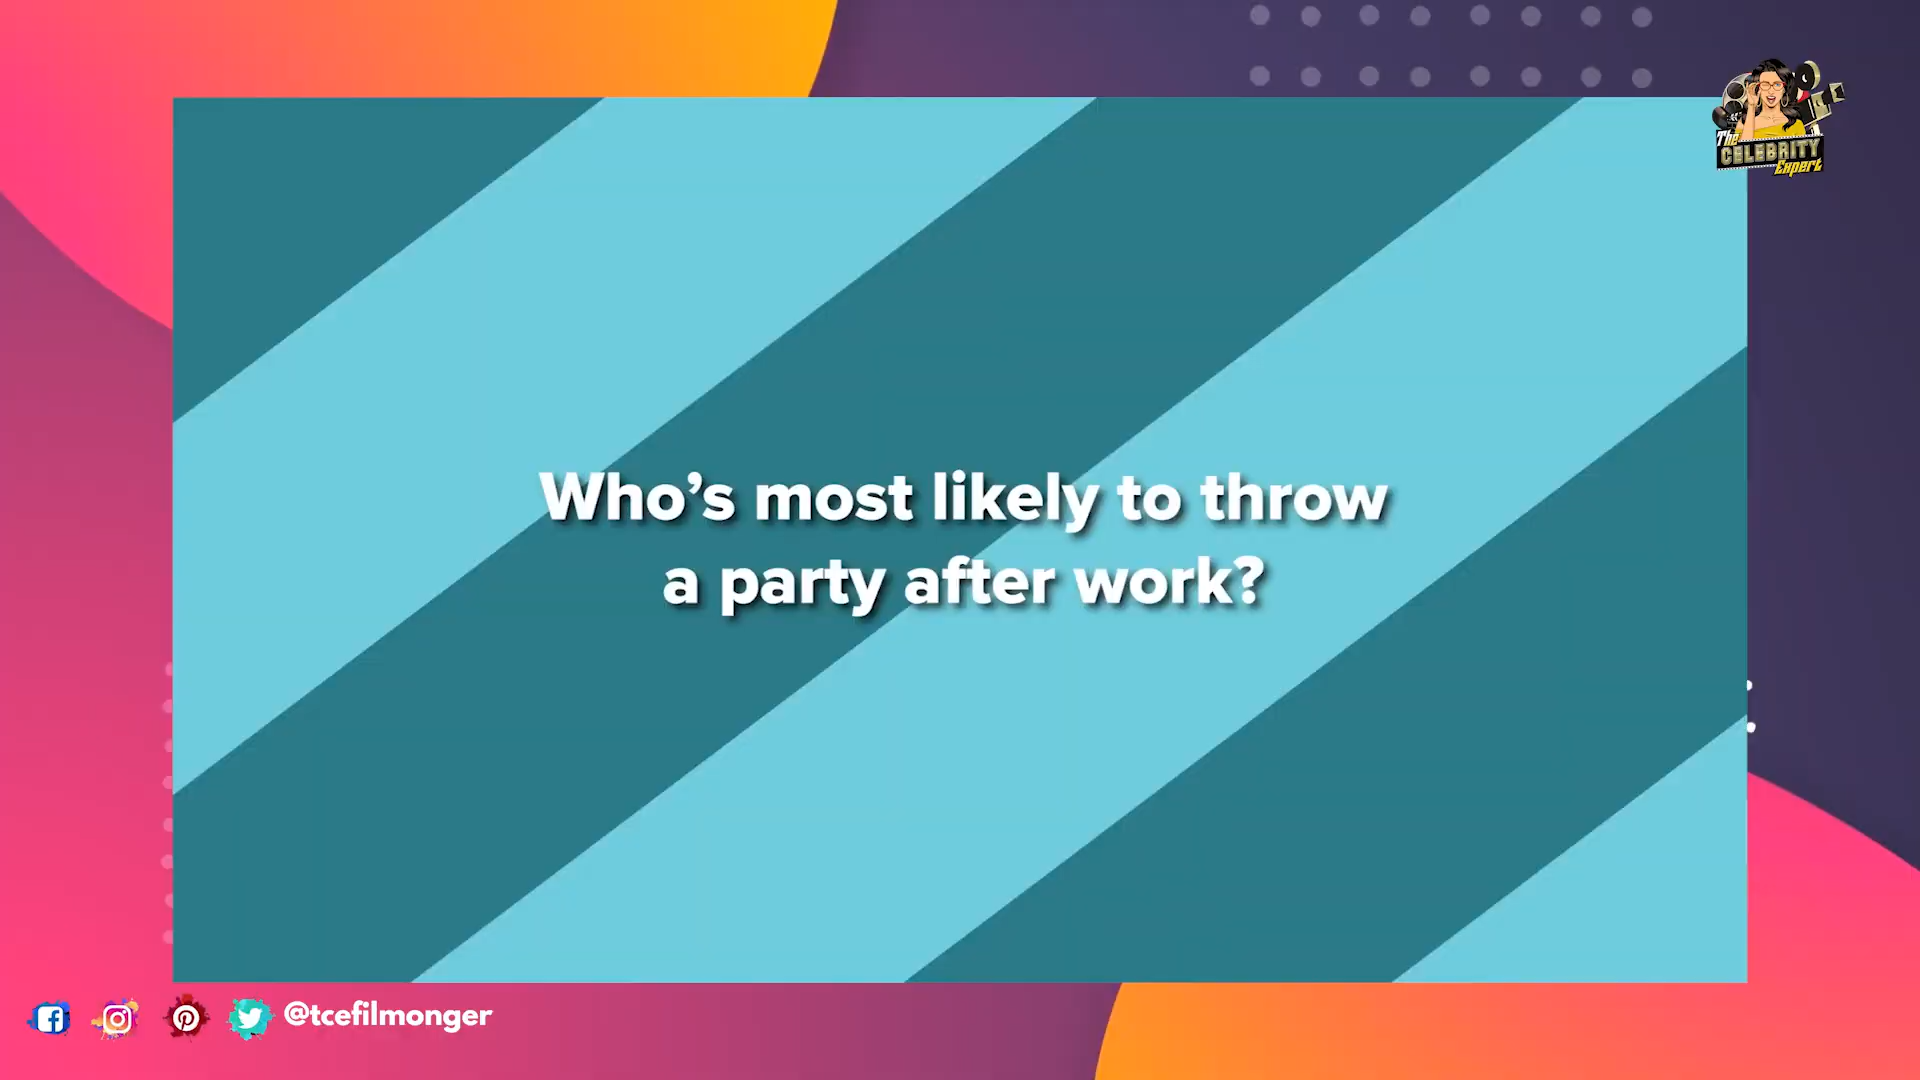 The
CELEBRITY
Expert
Who's most likely to throw
a party after work?
@tcefilmonger